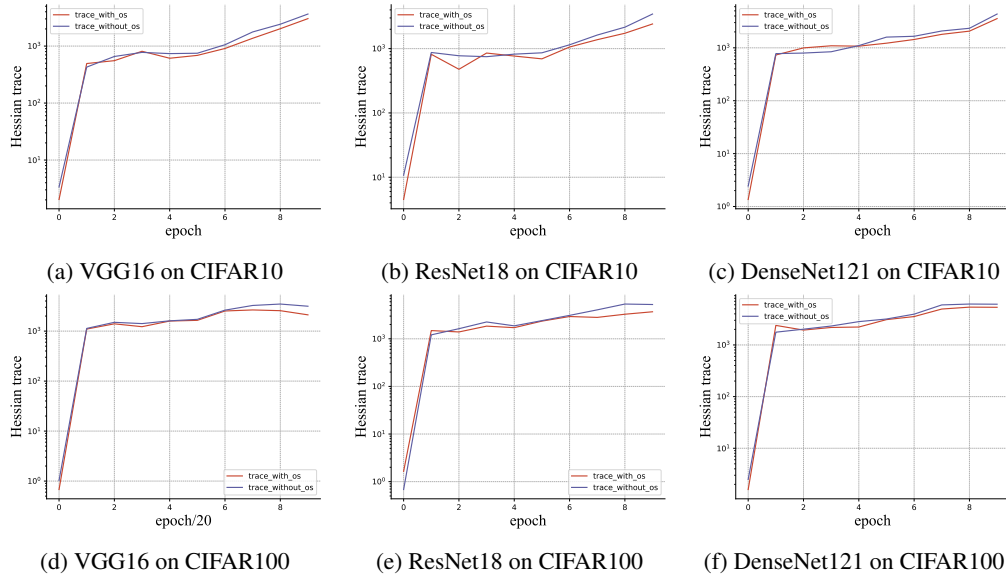 trace_with_os
trace_without_os
10³
10²
10¹
Hessian trace
0 2 4 6 8
epoch
(a) VGG16 on CIFAR10
trace_with_os
trace_without_os
10³
10²
10¹
Hessian trace
0 2 4 6 8
epoch
(b) ResNet18 on CIFAR10
trace_with_os
trace_without_os
10³
10²
10¹
10⁰
Hessian trace
0 2 4 6 8
epoch
(c) DenseNet121 on CIFAR10
10³
10²
10¹
10⁰
Hessian trace
trace_with_os
trace_without_os
0 2 4 6 8
epoch/20
(d) VGG16 on CIFAR100
10³
10²
10¹
10⁰
Hessian trace
trace_with_os
trace_without_os
0 2 4 6 8
epoch
(e) ResNet18 on CIFAR100
trace_with_os
trace_without_os
10³
10²
10¹
Hessian trace
0 2 4 6 8
epoch
(f) DenseNet121 on CIFAR100